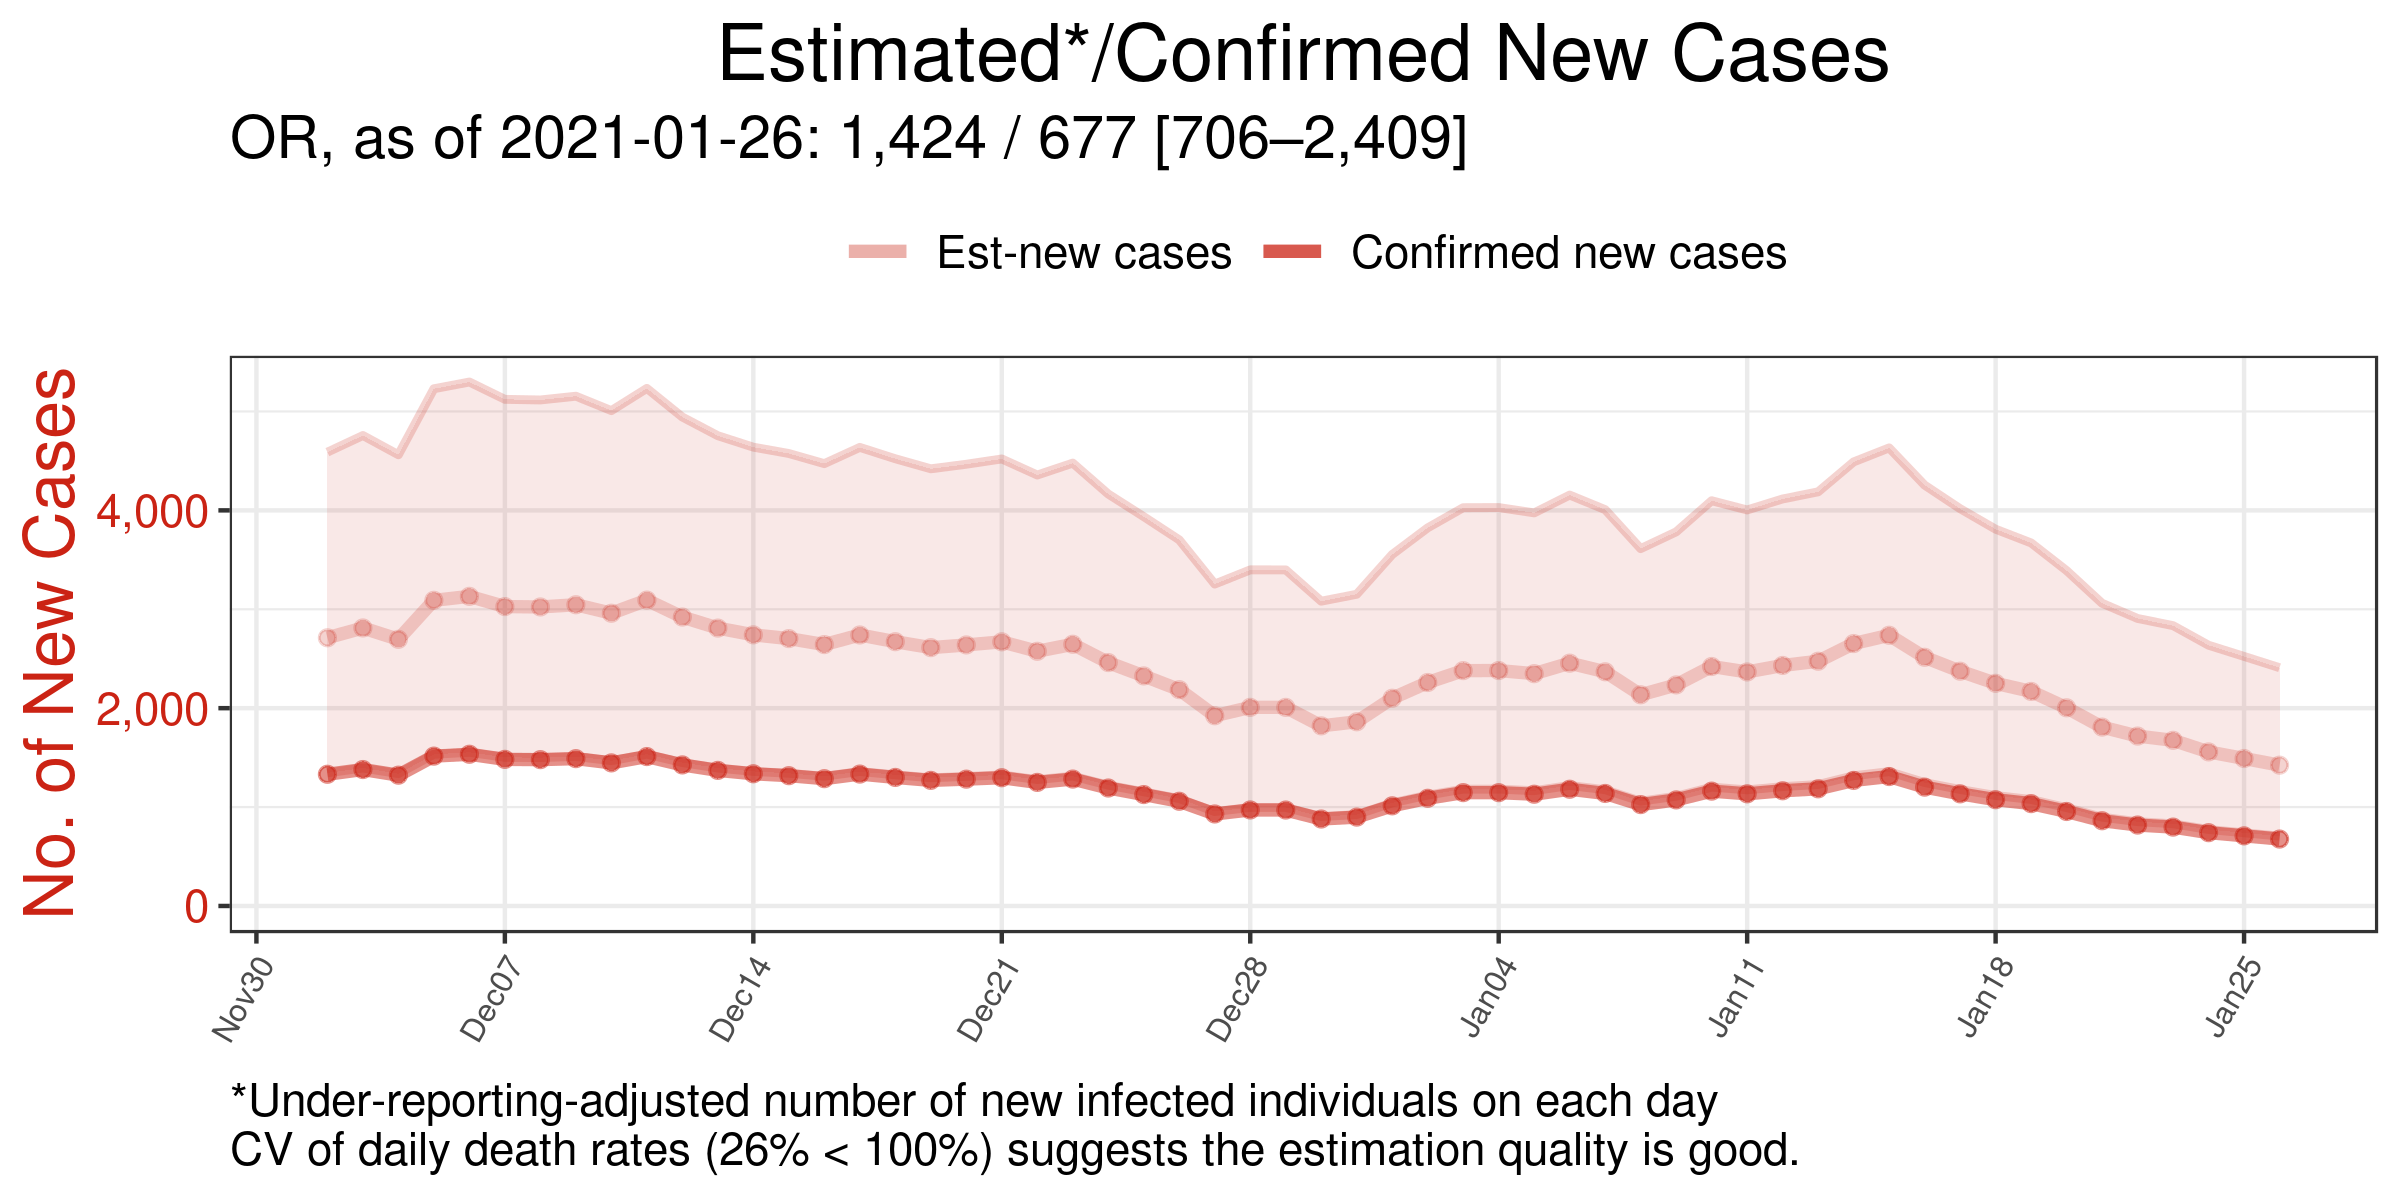 Estimated*/Confirmed New Cases
OR, as of 2021-01-26: 1,424 / 677 [706–2,409]
Est-new cases Confirmed new cases
No. of New Cases
4,000
2,000
0
Nov30 Dec07 Dec14 Dec21 Dec28 Jan04 Jan11 Jan18 Jan25
*Under-reporting-adjusted number of new infected individuals on each day
CV of daily death rates (26% < 100%) suggests the estimation quality is good.